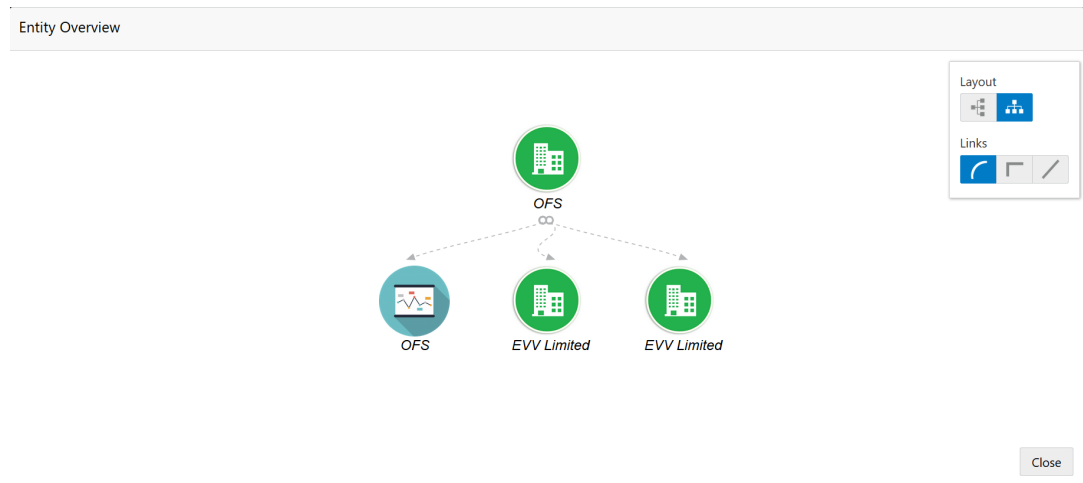 Entity Overview
Layout
Links
OFS
OFS
EVV Limited
EVV Limited
Close